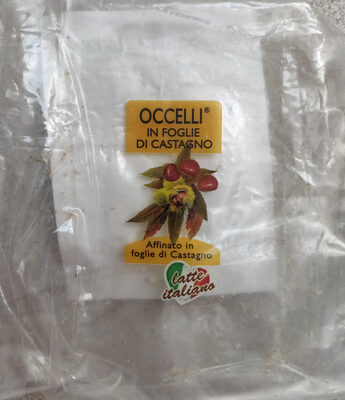 OCCELLI®
IN FOGLIE
DI CASTAGNO
Affinato in
foglie di Castagno
latte
italiano